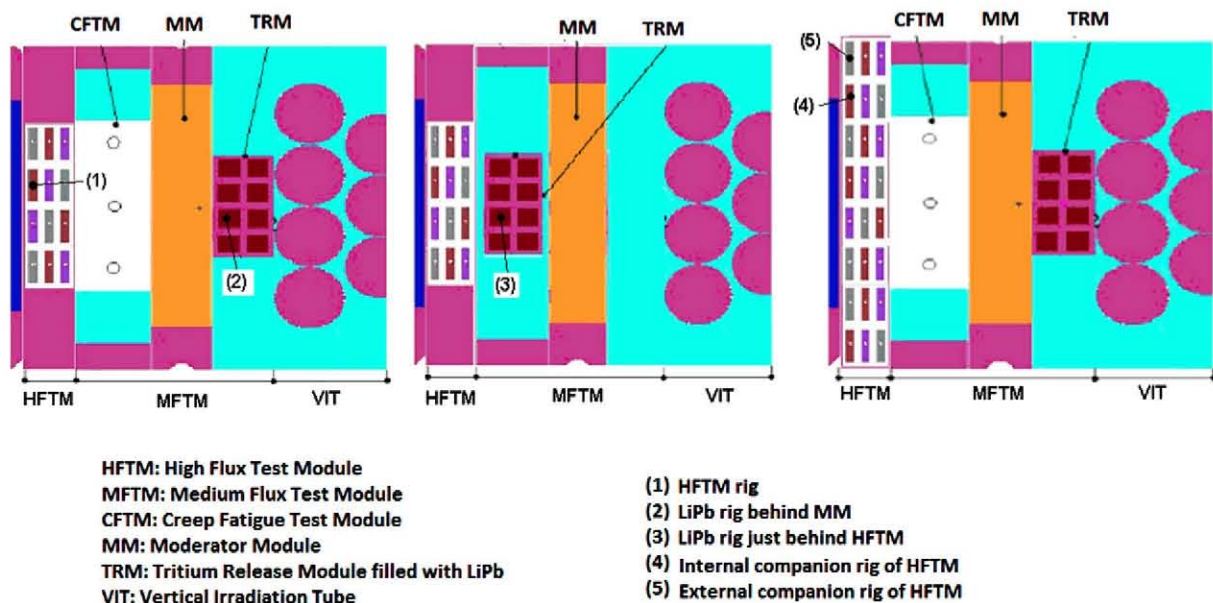 CFTM MM TRM
(1)
(2)
HFTM MFTM VIT
MM TRM
(3)
HFTM MFTM VIT
CFTM MM TRM
(5)
(4)
HFTM MFTM VIT
HFTM: High Flux Test Module
MFTM: Medium Flux Test Module
CFTM: Creep Fatigue Test Module
MM: Moderator Module
TRM: Tritium Release Module filled with LiPb
VIT: Vertical Irradiation Tube
(1) HFTM rig
(2) LiPb rig behind MM
(3) LiPb rig just behind HFTM
(4) Internal companion rig of HFTM
(5) External companion rig of HFTM